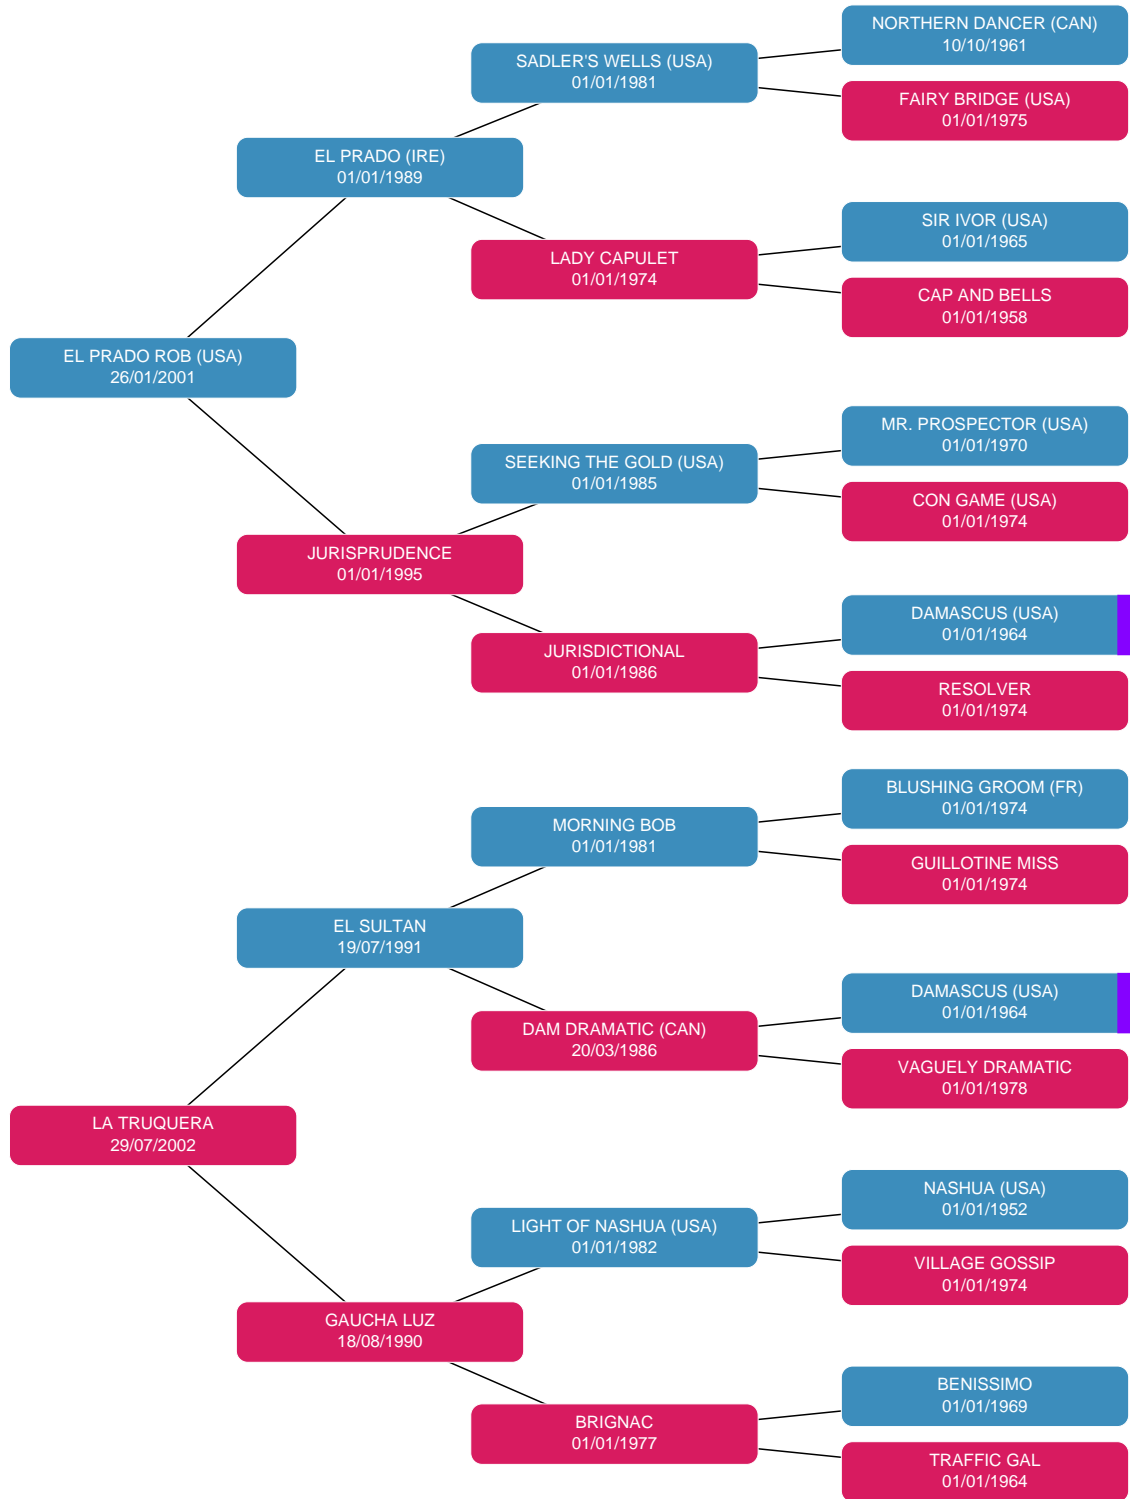 NORTHERN DANCER (CAN)
10/10/1961
SADLER'S WELLS (USA)
01/01/1981
FAIRY BRIDGE (USA)
01/01/1975
EL PRADO (IRE)
01/01/1989
SIR IVOR (USA)
01/01/1965
LADY CAPULET
01/01/1974
CAP AND BELLS
01/01/1958
EL PRADO ROB (USA)
26/01/2001
MR. PROSPECTOR (USA)
01/01/1970
SEEKING THE GOLD (USA)
01/01/1985
CON GAME (USA)
01/01/1974
JURISPRUDENCE
01/01/1995
DAMASCUS (USA)
01/01/1964
JURISDICTIONAL
01/01/1986
RESOLVER
01/01/1974
BLUSHING GROOM (FR)
01/01/1974
MORNING BOB
01/01/1981
GUILLOTINE MISS
01/01/1974
EL SULTAN
19/07/1991
DAMASCUS (USA)
01/01/1964
DAM DRAMATIC (CAN)
20/03/1986
VAGUELY DRAMATIC
01/01/1978
LA TRUQUERA
29/07/2002
NASHUA (USA)
01/01/1952
LIGHT OF NASHUA (USA)
01/01/1982
VILLAGE GOSSIP
01/01/1974
GAUCHA LUZ
18/08/1990
BENISSIMO
01/01/1969
BRIGNAC
01/01/1977
TRAFFIC GAL
01/01/1964